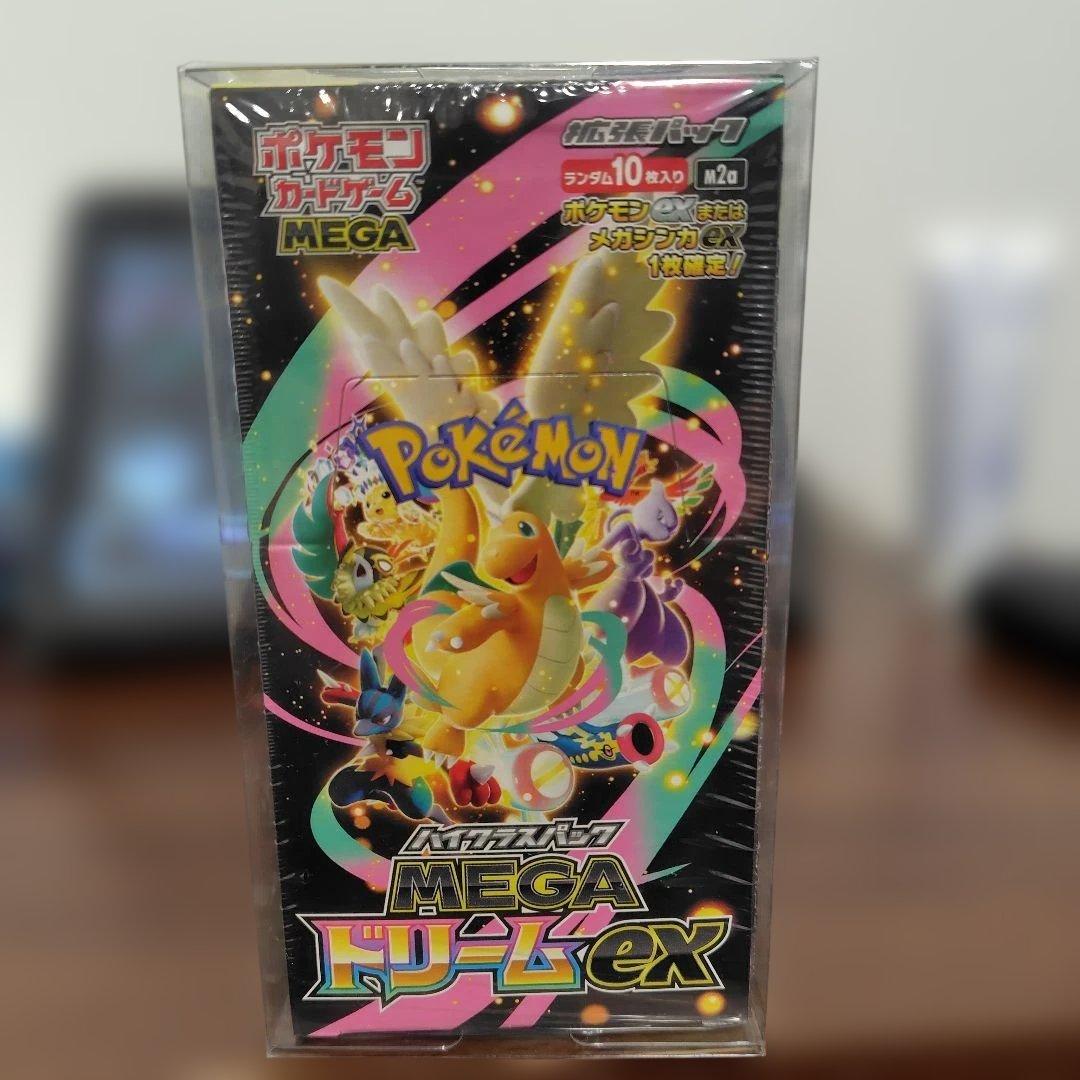 ポケモン
カードゲーム
MEGA
拡張パック
ランダム10枚入り M2a
ポケモンexまたは
メガシンカex
1枚確定!
POKÉMON
TM
ハイクラスパック
MEGA
ドリームex